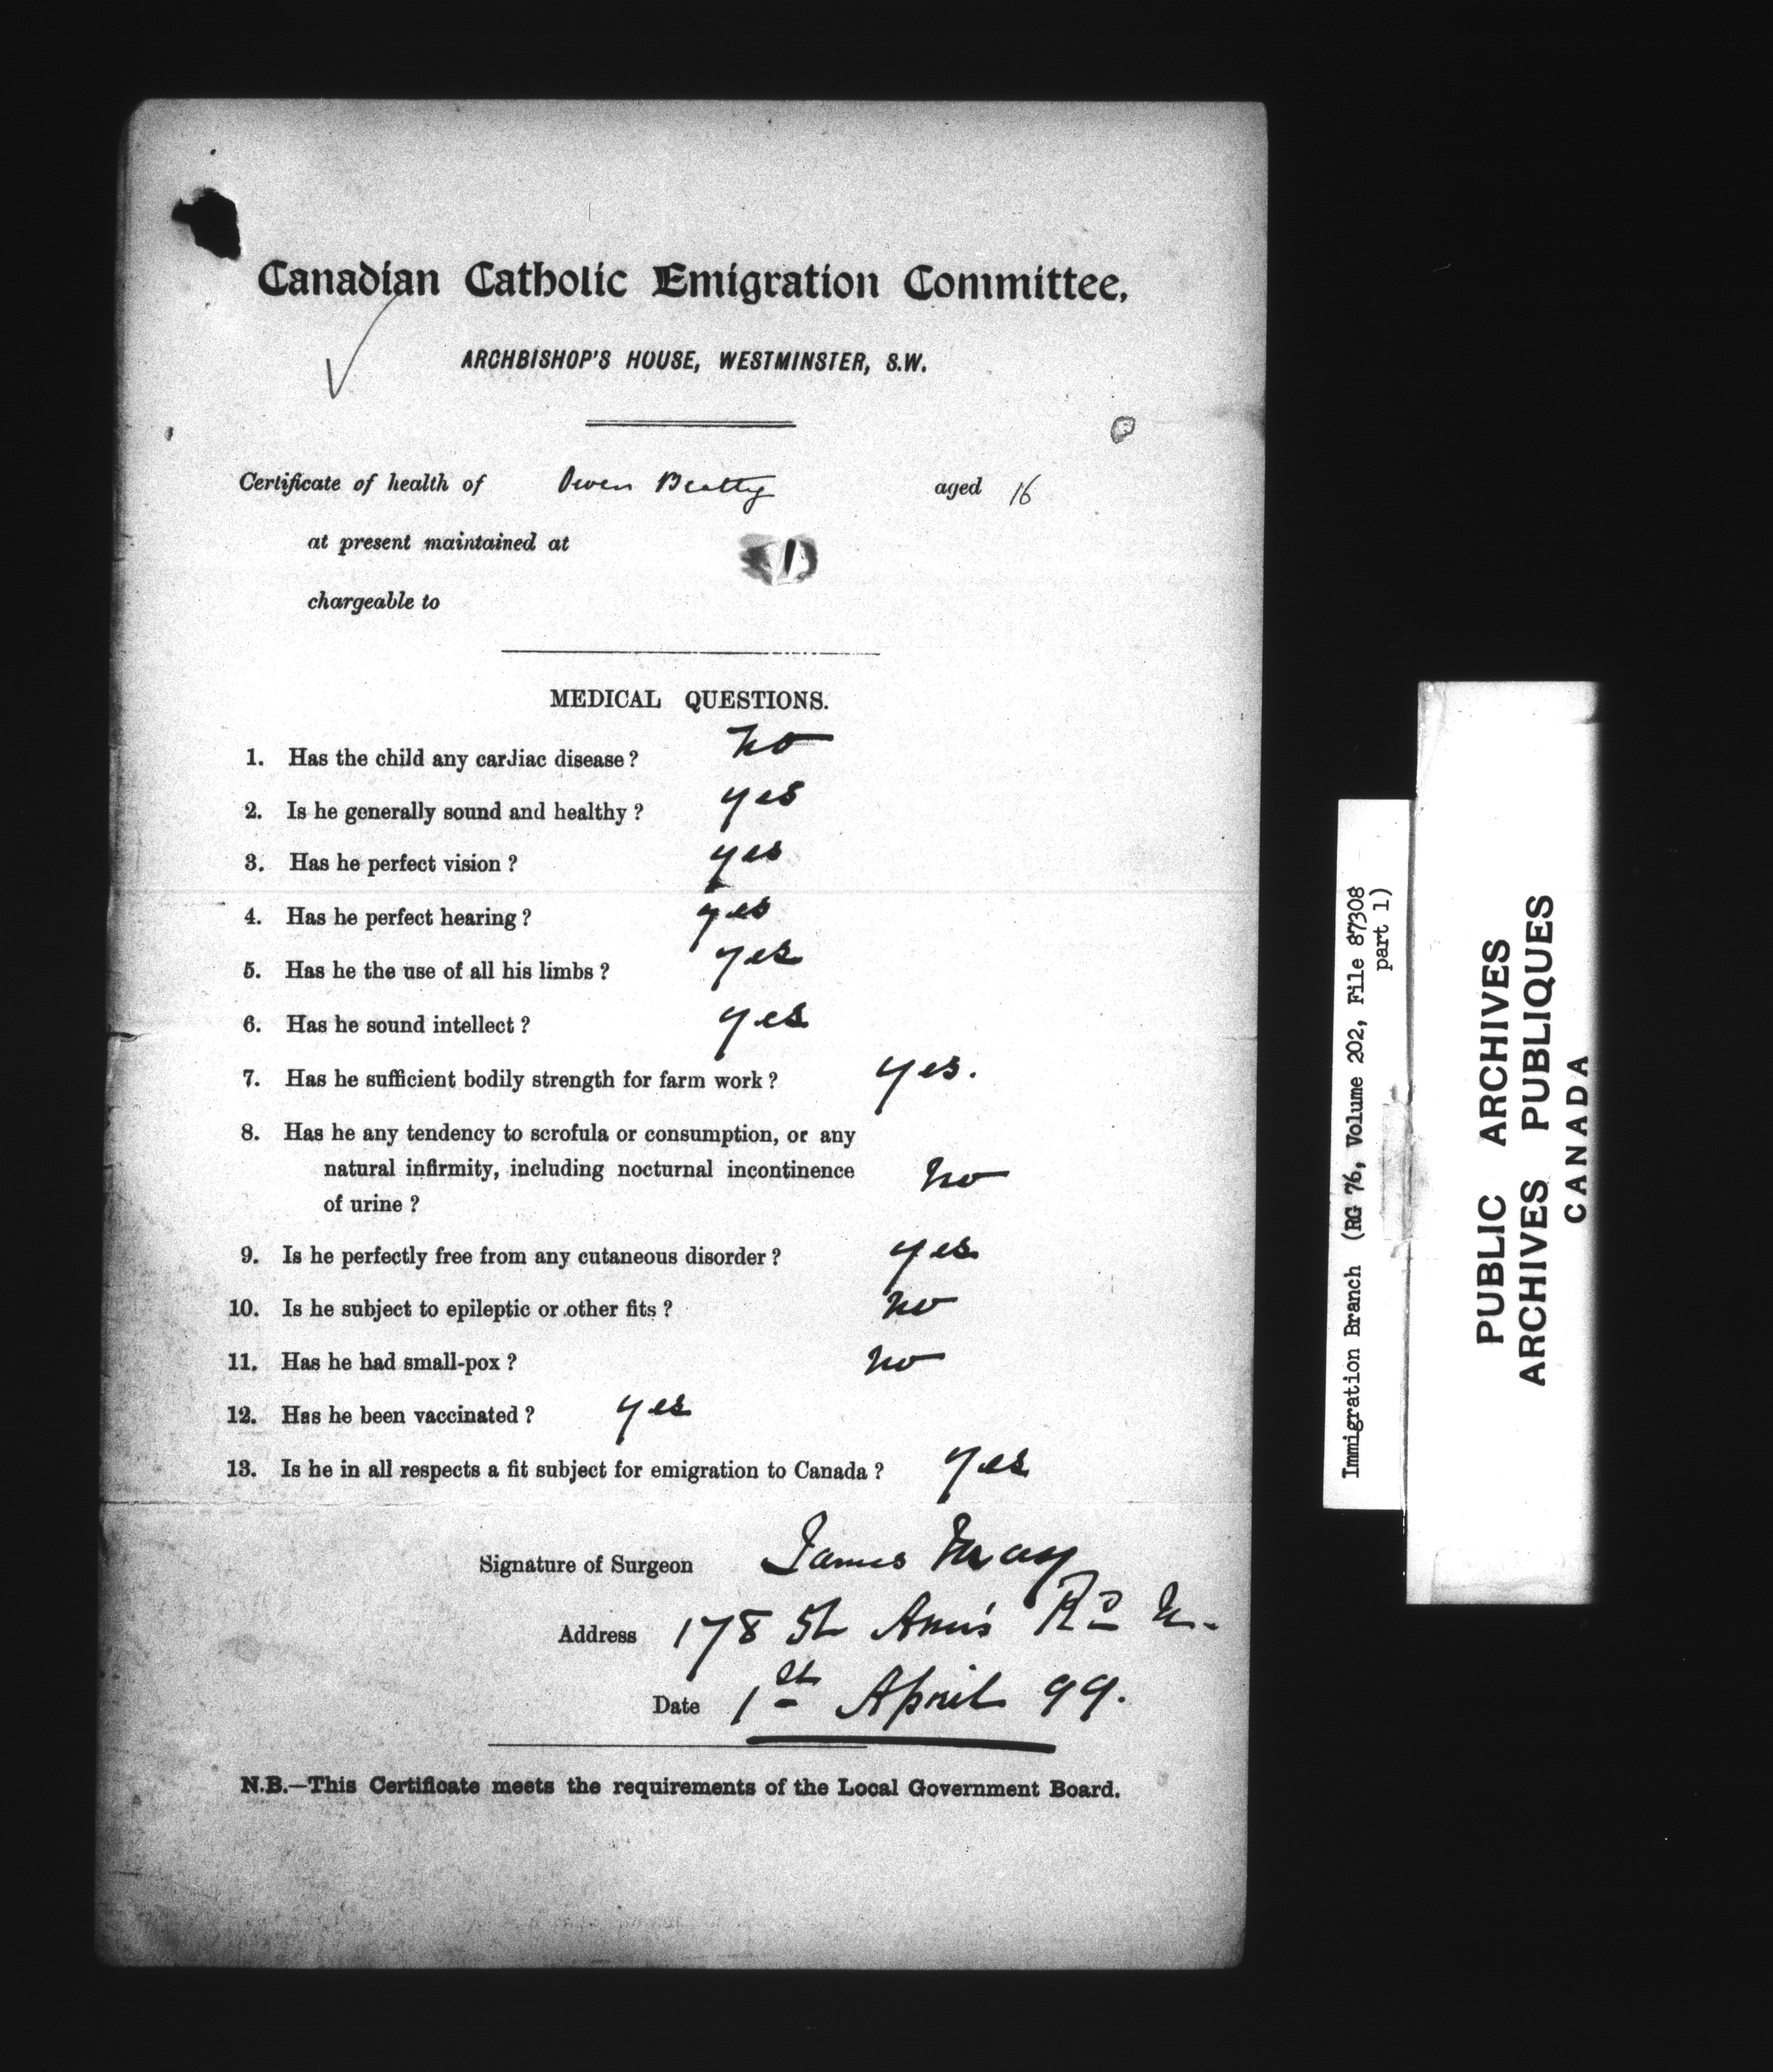 Canadian Catholic Emigration Committee,
ARCHBISHOP'S HOUSE, WESTMINSTER, S.W.
Certificate of health of Owen Beatty aged 16
at present maintained at
chargeable to
MEDICAL QUESTIONS.
1. Has the child any cardiac disease? no
2. Is he generally sound and healthy? yes
3. Has he perfect vision? yes
4. Has he perfect hearing? yes
5. Has he the use of all his limbs? yes
6. Has he sound intellect? yes
7. Has he sufficient bodily strength for farm work? yes.
8. Has he any tendency to scrofula or consumption, or any
natural infirmity, including nocturnal incontinence no
of urine?
9. Is he perfectly free from any cutaneous disorder? yes
10. Is he subject to epileptic or other fits? no
11. Has he had small-pox? no
12. Has he been vaccinated? yes
13. Is he in all respects a fit subject for emigration to Canada? yes
Signature of Surgeon James May
Address 178 St Ann's Rd N.
Date 1st April 99.
N.B.—This Certificate meets the requirements of the Local Government Board.
Immigration Branch (RG 76, Volume 202, File 87308
part 1)
PUBLIC ARCHIVES
ARCHIVES PUBLIQUES
CANADA